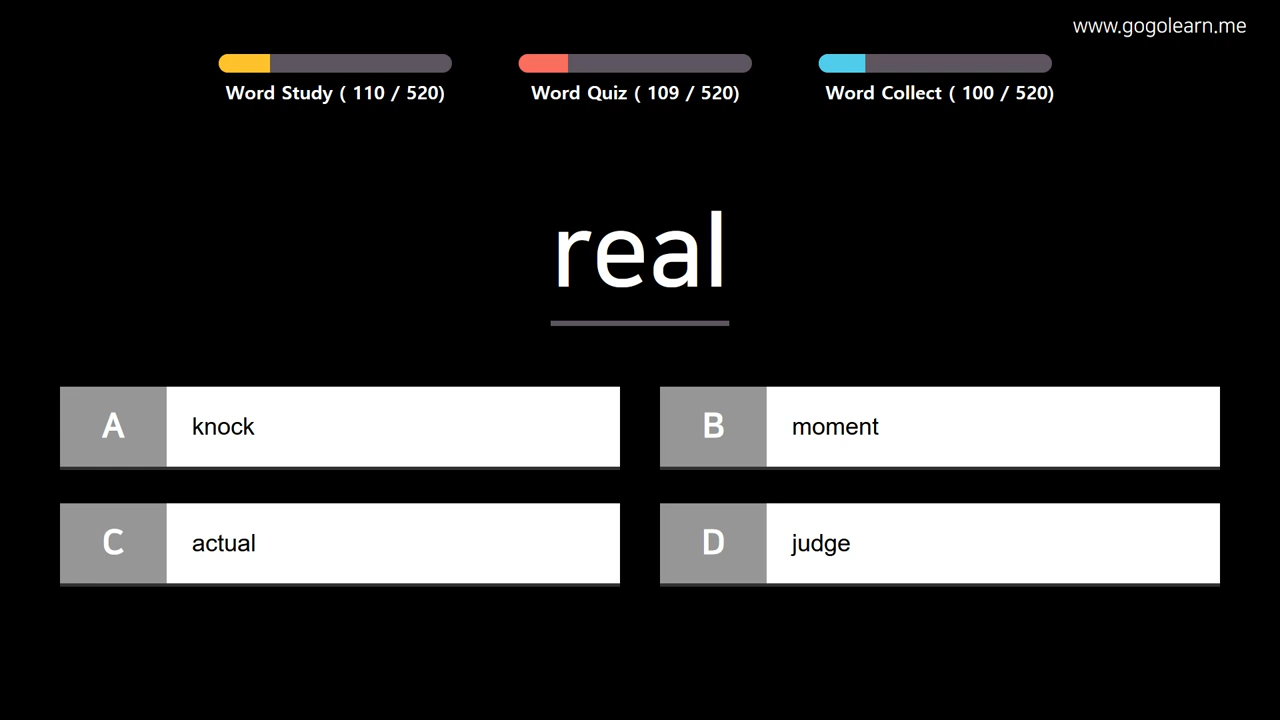 www.gogolearn.me
Word Study ( 110 / 520)
Word Quiz ( 109 / 520)
Word Collect ( 100 / 520)
real
A knock
B moment
C actual
D judge